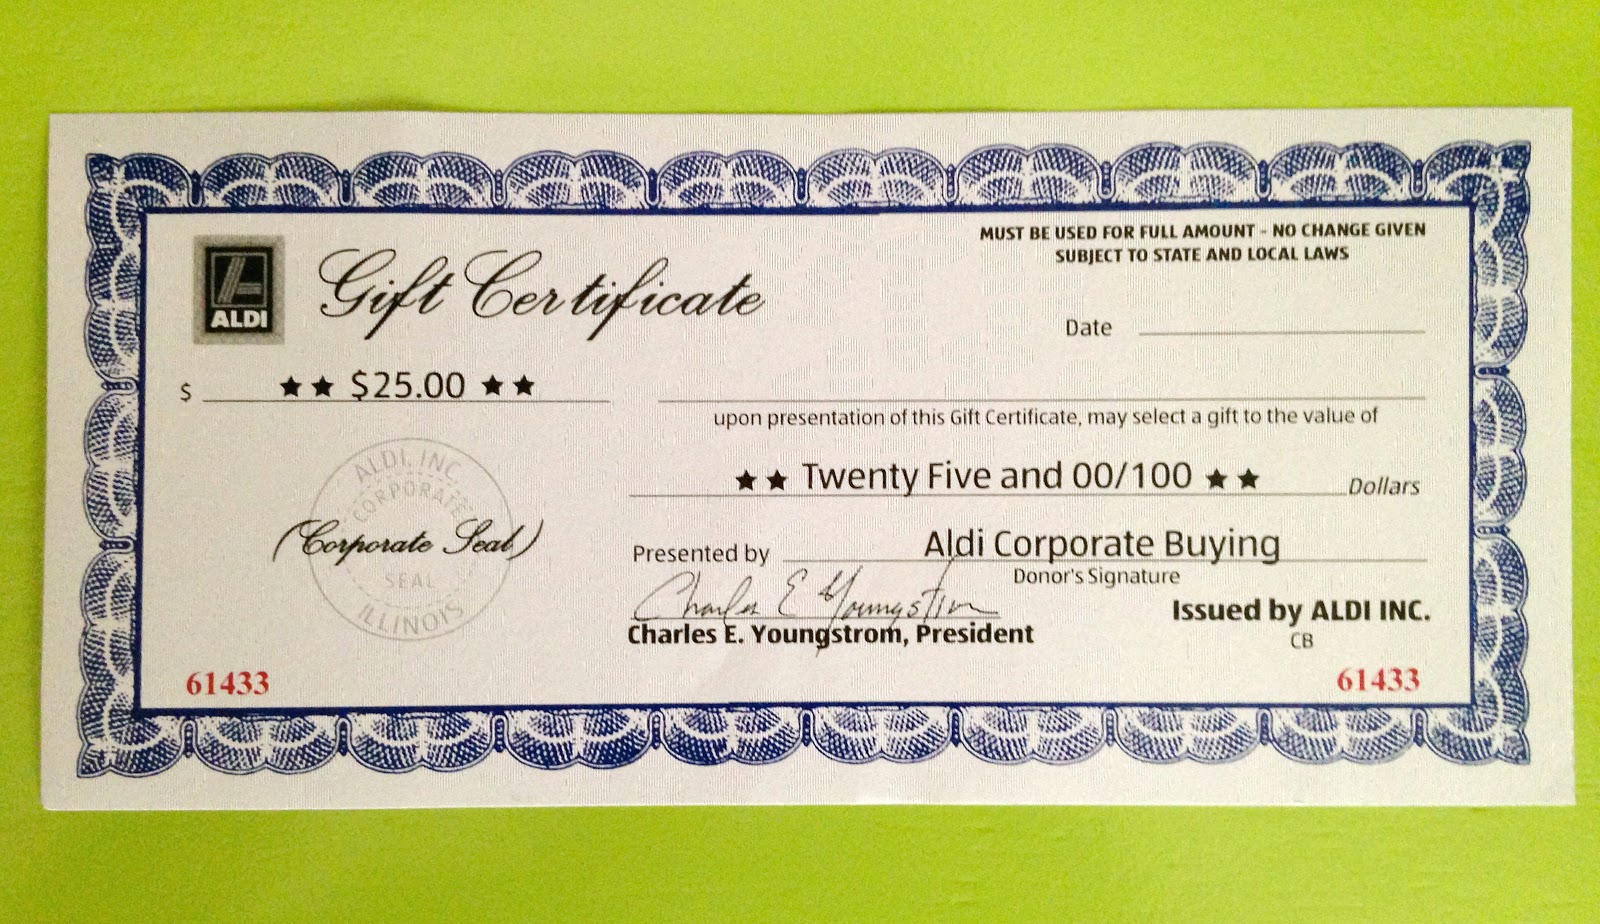 MUST BE USED FOR FULL AMOUNT - NO CHANGE GIVEN
SUBJECT TO STATE AND LOCAL LAWS
ALDI
Gift Certificate
Date
$ ★★ $25.00 ★★
upon presentation of this Gift Certificate, may select a gift to the value of
★★ Twenty Five and 00/100 ★★ Dollars
ALDI, INC.
CORPORATE
(Corporate Seal)
SEAL
ILLINOIS
Presented by Aldi Corporate Buying
Donor's Signature
Charles E Youngstrom
Charles E. Youngstrom, President
Issued by ALDI INC.
CB
61433 61433